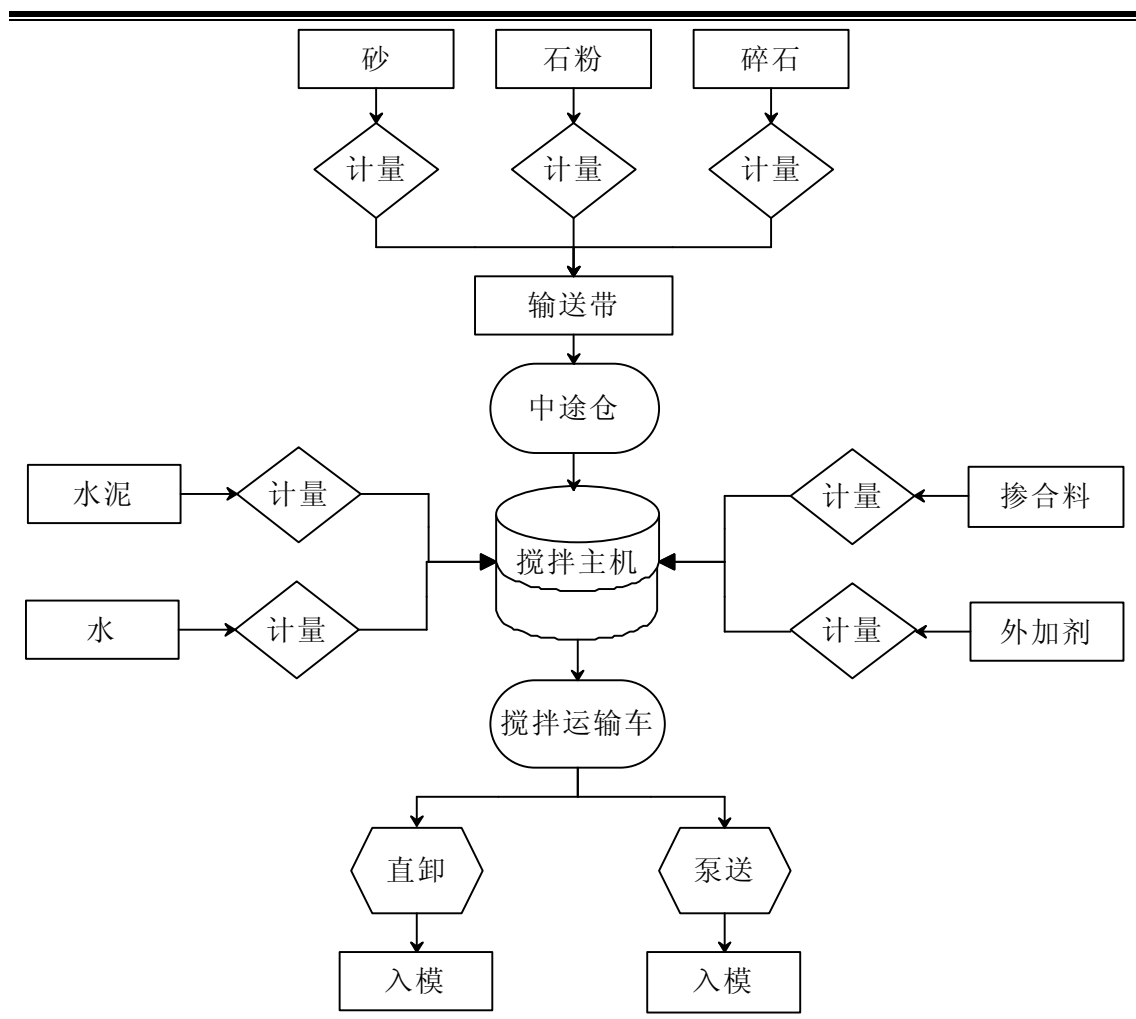 砂 石粉 碎石
计量 计量 计量
输送带
中途仓
水泥 计量 计量 掺合料
搅拌主机
水 计量 计量 外加剂
搅拌运输车
直卸 泵送
入模 入模